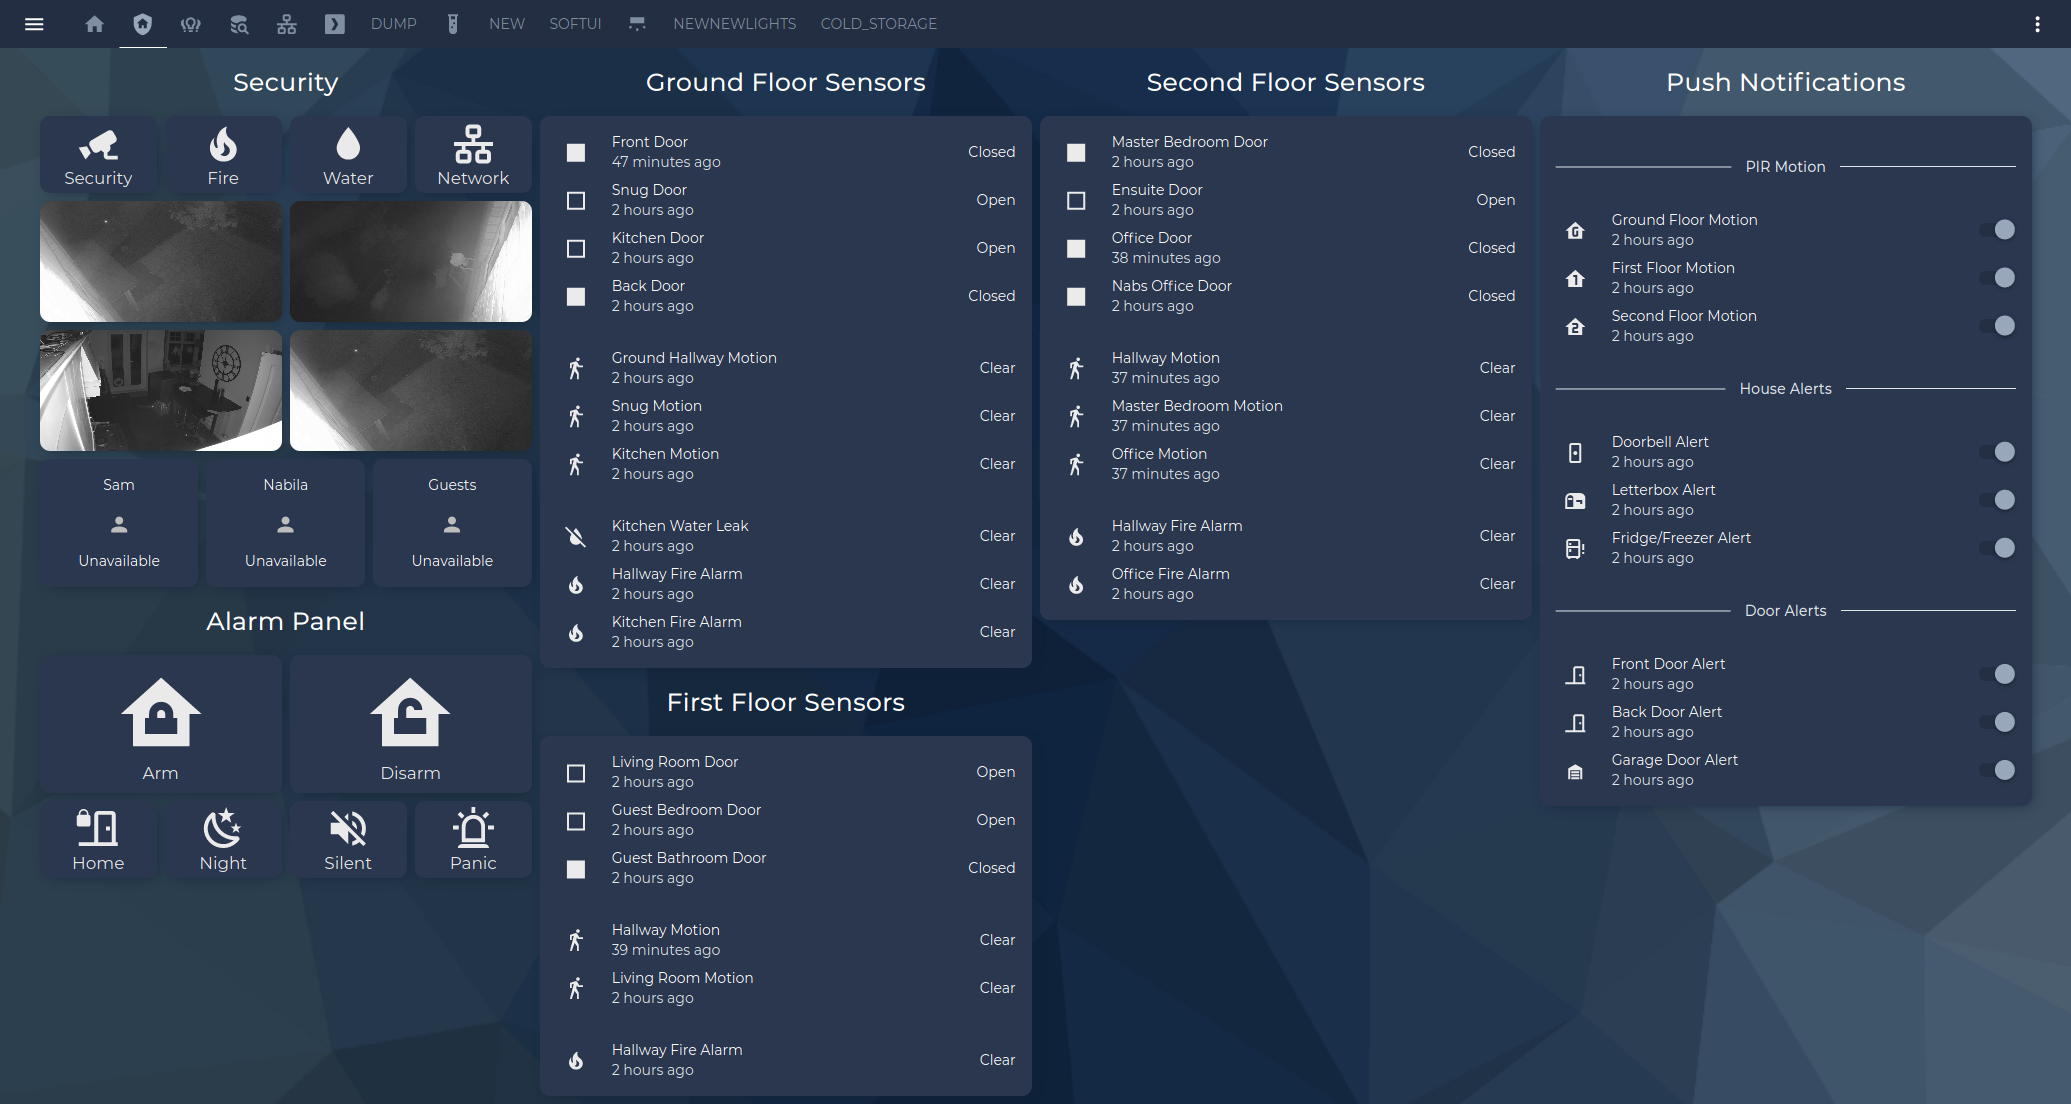 DUMP
NEW
SOFTUI
NEWNEWLIGHTS
COLD_STORAGE
Security
Security
Fire
Water
Network
Sam
Unavailable
Nabila
Unavailable
Guests
Unavailable
Alarm Panel
Arm
Disarm
Home
Night
Silent
Panic
Ground Floor Sensors
Front Door
47 minutes ago
Closed
Snug Door
2 hours ago
Open
Kitchen Door
2 hours ago
Open
Back Door
2 hours ago
Closed
Ground Hallway Motion
2 hours ago
Clear
Snug Motion
2 hours ago
Clear
Kitchen Motion
2 hours ago
Clear
Kitchen Water Leak
2 hours ago
Clear
Hallway Fire Alarm
2 hours ago
Clear
Kitchen Fire Alarm
2 hours ago
Clear
First Floor Sensors
Living Room Door
2 hours ago
Open
Guest Bedroom Door
2 hours ago
Open
Guest Bathroom Door
2 hours ago
Closed
Hallway Motion
39 minutes ago
Clear
Living Room Motion
2 hours ago
Clear
Hallway Fire Alarm
2 hours ago
Clear
Second Floor Sensors
Master Bedroom Door
2 hours ago
Closed
Ensuite Door
2 hours ago
Open
Office Door
38 minutes ago
Closed
Nabs Office Door
2 hours ago
Closed
Hallway Motion
37 minutes ago
Clear
Master Bedroom Motion
37 minutes ago
Clear
Office Motion
37 minutes ago
Clear
Hallway Fire Alarm
2 hours ago
Clear
Office Fire Alarm
2 hours ago
Clear
Push Notifications
PIR Motion
G
Ground Floor Motion
2 hours ago
1
First Floor Motion
2 hours ago
2
Second Floor Motion
2 hours ago
House Alerts
Doorbell Alert
2 hours ago
Letterbox Alert
2 hours ago
Fridge/Freezer Alert
2 hours ago
Door Alerts
Front Door Alert
2 hours ago
Back Door Alert
2 hours ago
Garage Door Alert
2 hours ago